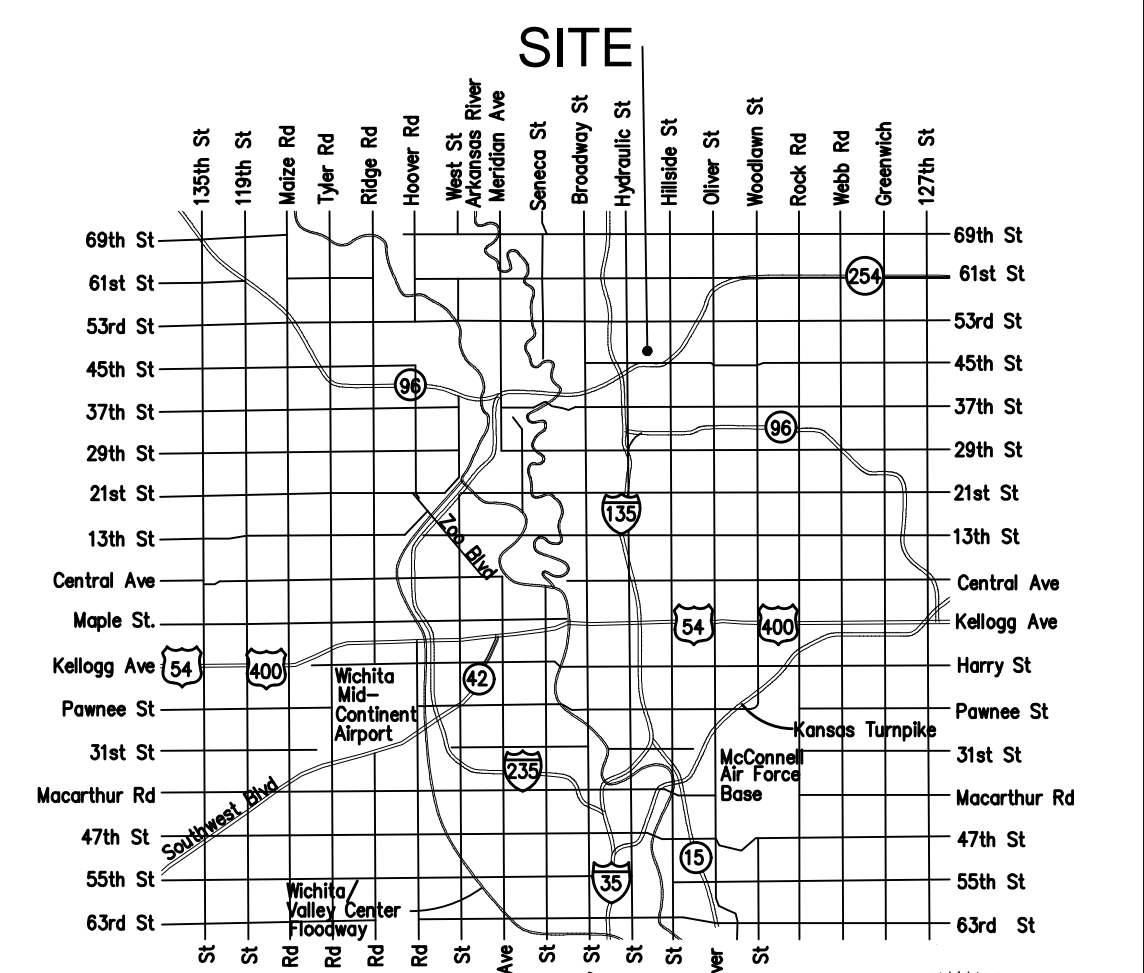 SITE
135th St
119th St
Maize Rd
Tyler Rd
Ridge Rd
Hoover Rd
West St
Arkansas River
Meridian Ave
Seneca St
Broadway St
Hydraulic St
Hillside St
Oliver St
Woodlawn St
Rock Rd
Webb Rd
Greenwich
127th St
69th St
69th St
61st St
254
61st St
53rd St
53rd St
45th St
45th St
96
37th St
37th St
96
29th St
29th St
21st St
21st St
135
13th St
13th St
Zoo Blvd
Central Ave
Central Ave
Maple St.
54
400
Kellogg Ave
Kellogg Ave
54
400
Harry St
Wichita
Mid-
Continent
Airport
42
Pawnee St
Pawnee St
Kansas Turnpike
31st St
31st St
235
McConnell
Air Force
Base
Macarthur Rd
Macarthur Rd
Southwest Blvd
47th St
47th St
15
55th St
35
55th St
Wichita/
Valley Center
Floodway
63rd St
63rd St
St
St
Rd
Rd
Rd
Rd
St
Ave
St
St
St
St
ver
St